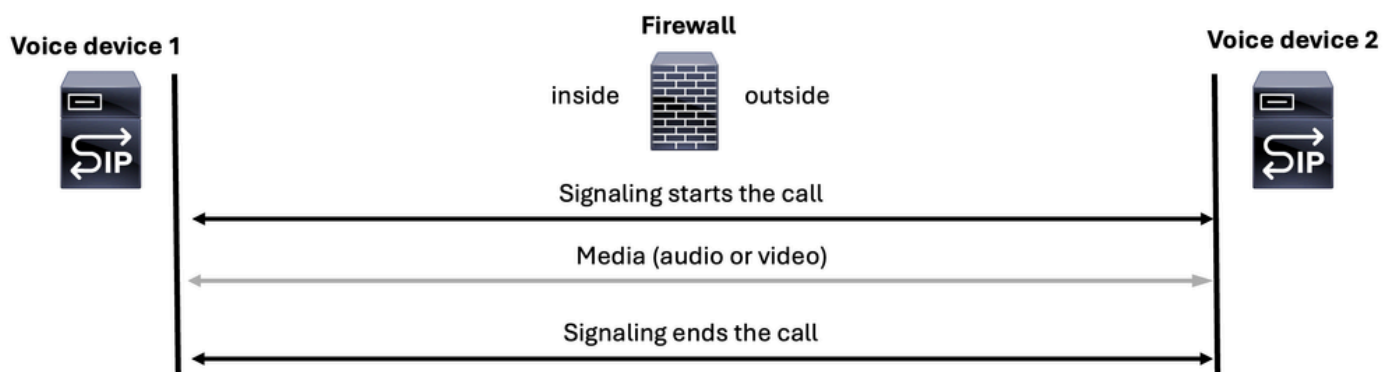 Voice device 1
Firewall
Voice device 2
inside
outside
SIP
SIP
Signaling starts the call
Media (audio or video)
Signaling ends the call